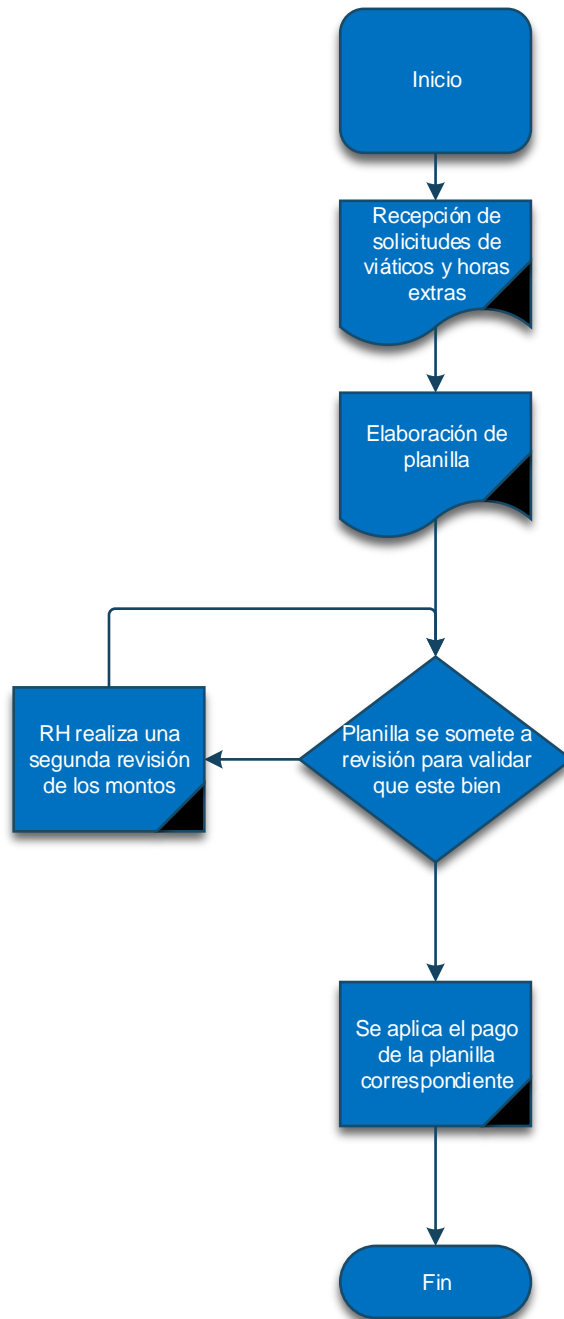 Inicio
Recepción de
solicitudes de
viáticos y horas
extras
Elaboración de
planilla
RH realiza una
segunda revisión
de los montos
Planilla se somete a
revisión para validar
que este bien
Se aplica el pago
de la planilla
correspondiente
Fin